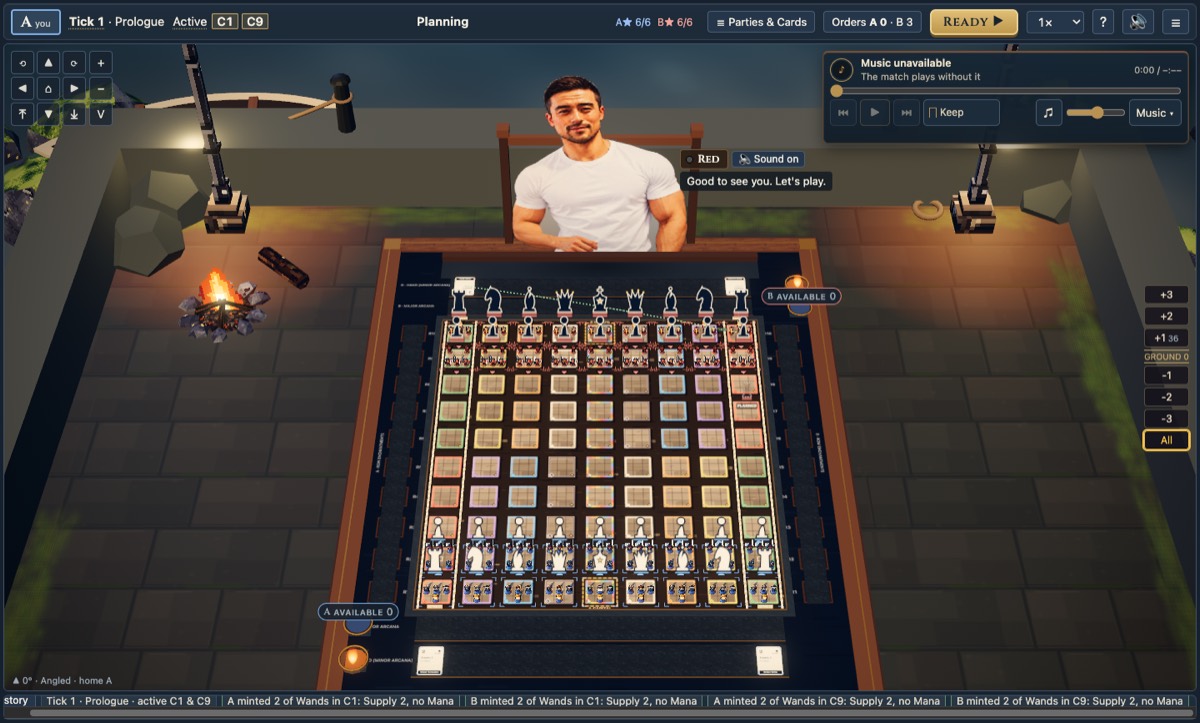 A you
Tick 1 · Prologue Active C1 C9
Planning
A★ 6/6 B★ 6/6
≡ Parties & Cards
Orders A 0 · B 3
READY ▶
1x
?
≡
⟲ ▲ ⟳ +
◀ ⌂ ▶ −
⤒ ▼ ⤓ V
Music unavailable
The match plays without it
0:00 / –:––
Keep
Music ▾
RED
Sound on
Good to see you. Let's play.
B AVAILABLE 0
+3
+2
+1 36
GROUND 0
-1
-2
-3
All
A AVAILABLE 0
▲ 0° · Angled · home A
story
Tick 1 · Prologue · active C1 & C9
A minted 2 of Wands in C1: Supply 2, no Mana
B minted 2 of Wands in C1: Supply 2, no Mana
A minted 2 of Wands in C9: Supply 2, no Mana
B minted 2 of Wands in C9: Supply 2, no Mana